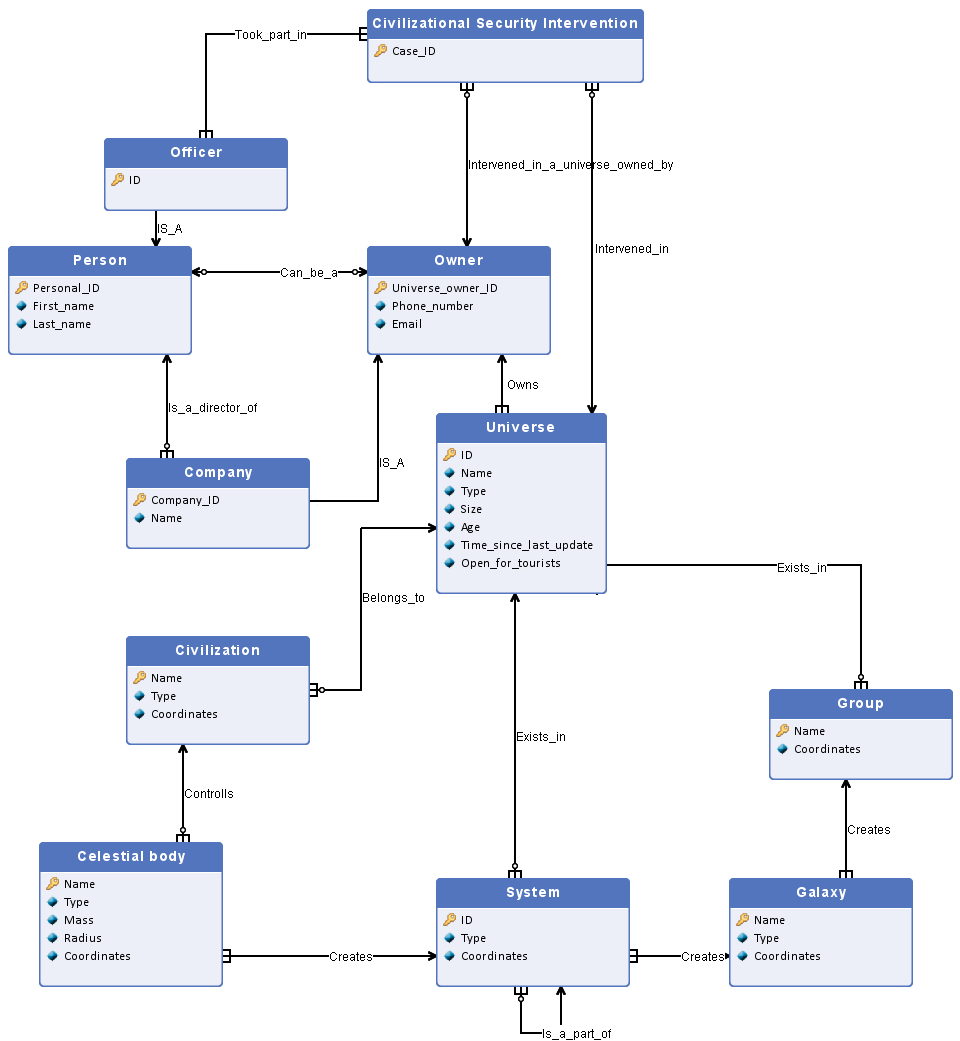 Civilizational Security Intervention
Case_ID
Took_part_in
Officer
ID
Intervened_in_a_universe_owned_by
IS_A
Intervened_in
Person
Personal_ID
First_name
Last_name
Can_be_a
Owner
Universe_owner_ID
Phone_number
Email
Owns
Is_a_director_of
Universe
ID
Name
Type
Size
Age
Time_since_last_update
Open_for_tourists
Company
Company_ID
Name
IS_A
Exists_in
Belongs_to
Civilization
Name
Type
Coordinates
Group
Name
Coordinates
Exists_in
Controlls
Creates
Celestial body
Name
Type
Mass
Radius
Coordinates
Creates
System
ID
Type
Coordinates
Creates
Galaxy
Name
Type
Coordinates
Is_a_part_of